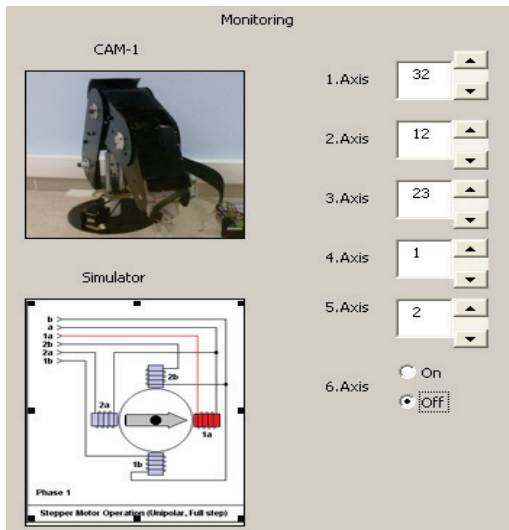 Monitoring
CAM-1
1.Axis 32
2.Axis 12
3.Axis 23
4.Axis 1
5.Axis 2
6.Axis
On
Off
Simulator
b
a
1a
2b
2a
1b
2b
2a
1a
1b
Phase 1
Stepper Motor Operation (Unipolar, Full step)